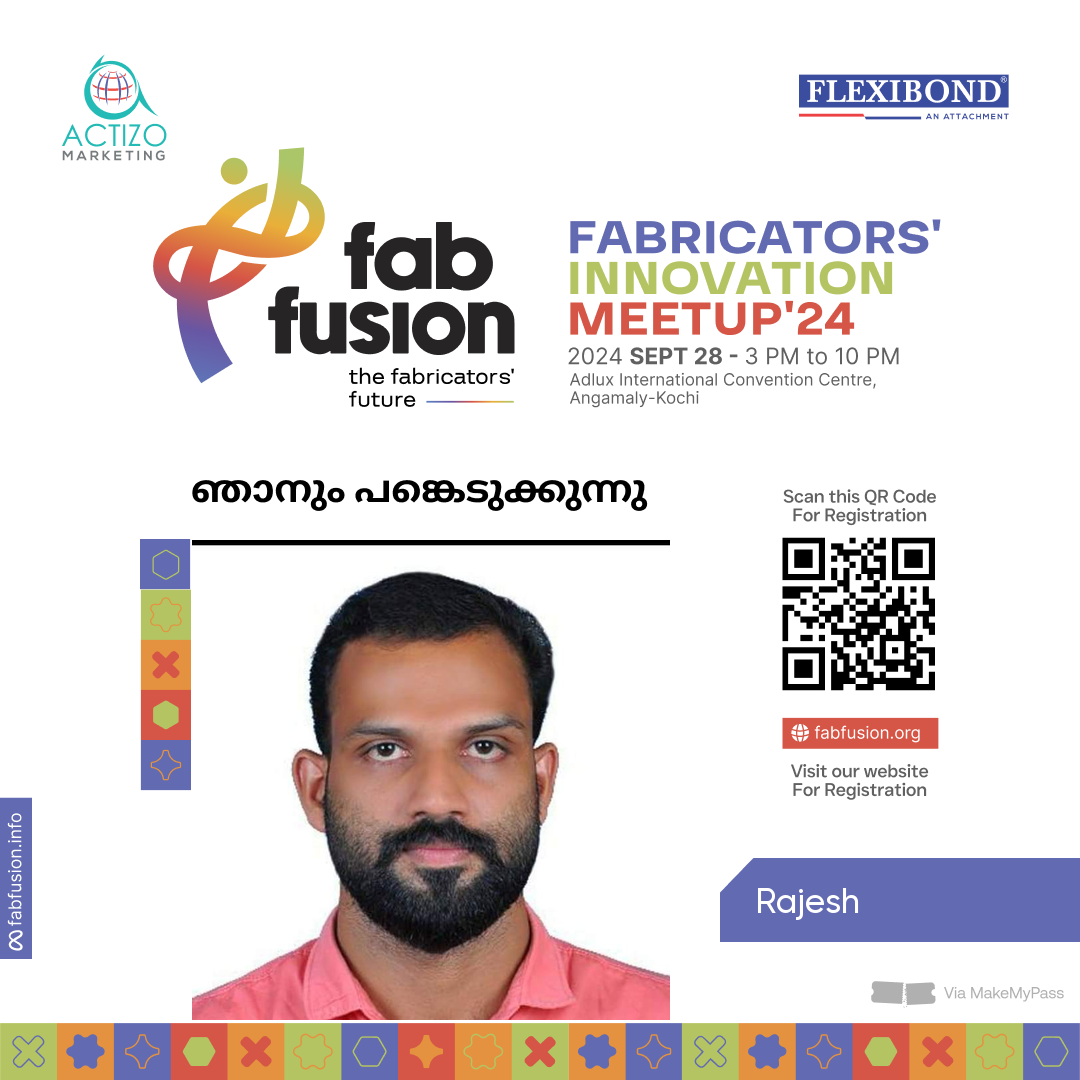 ACTIZO
MARKETING
FLEXIBOND®
AN ATTACHMENT
fab
fusion
the fabricators'
future
FABRICATORS'
INNOVATION
MEETUP'24
2024 SEPT 28 - 3 PM to 10 PM
Adlux International Convention Centre,
Angamaly-Kochi
ഞാനും പങ്കെടുക്കുന്നു
Scan this QR Code
For Registration
fabfusion.org
Visit our website
For Registration
fabfusion.info
Rajesh
Via MakeMyPass